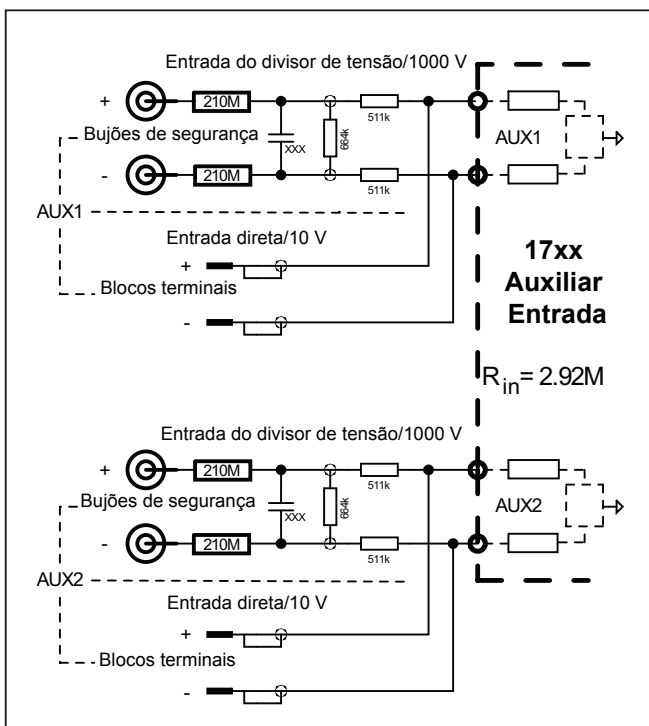 Entrada do divisor de tensão/1000 V
+ 210M 511k
Bujões de segurança
XXX 664k
AUX1
- 210M 511k
AUX1
Entrada direta/10 V
+
Blocos terminais
-
17xx
Auxiliar
Entrada
Rin= 2.92M
Entrada do divisor de tensão/1000 V
+ 210M 511k
Bujões de segurança
XXX 664k
AUX2
- 210M 511k
AUX2
Entrada direta/10 V
+
Blocos terminais
-